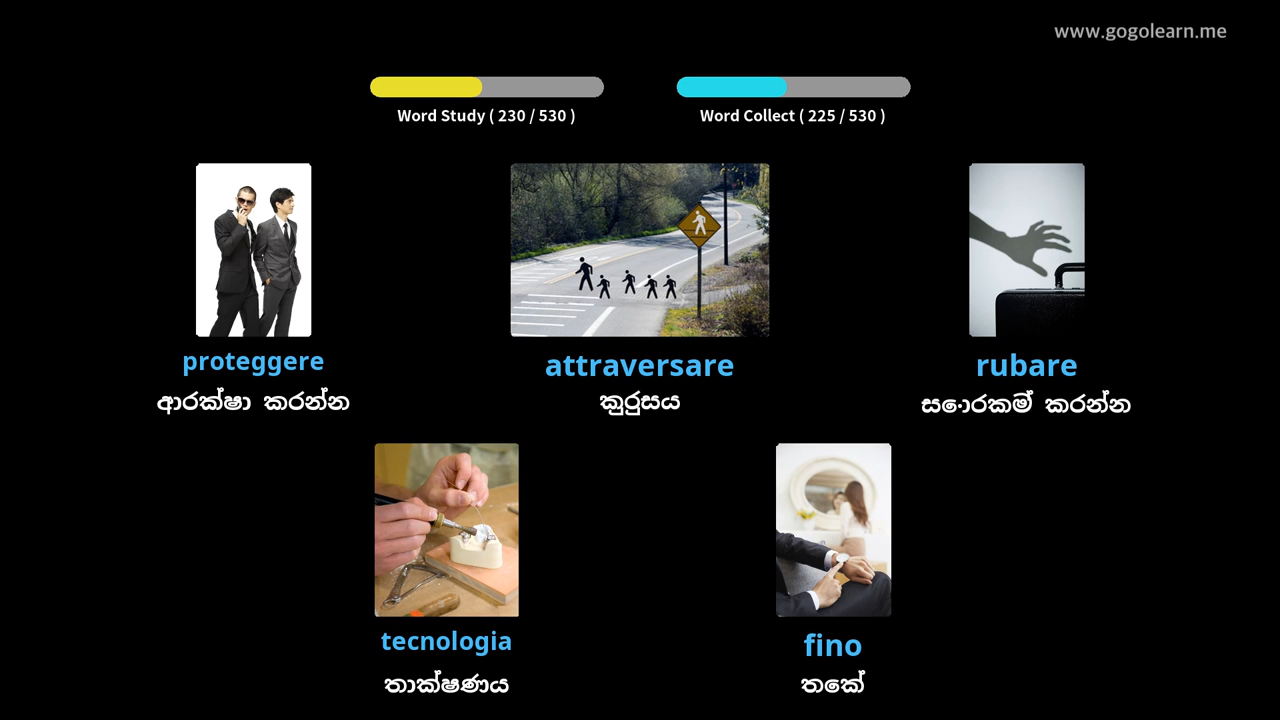 www.gogolearn.me
Word Study ( 230 / 530 )
Word Collect ( 225 / 530 )
proteggere
attraversare
rubare
ආරක්ෂා කරන්න
කුරුසය
සොරකම් කරන්න
tecnologia
fino
තාක්ෂණය
තකේ